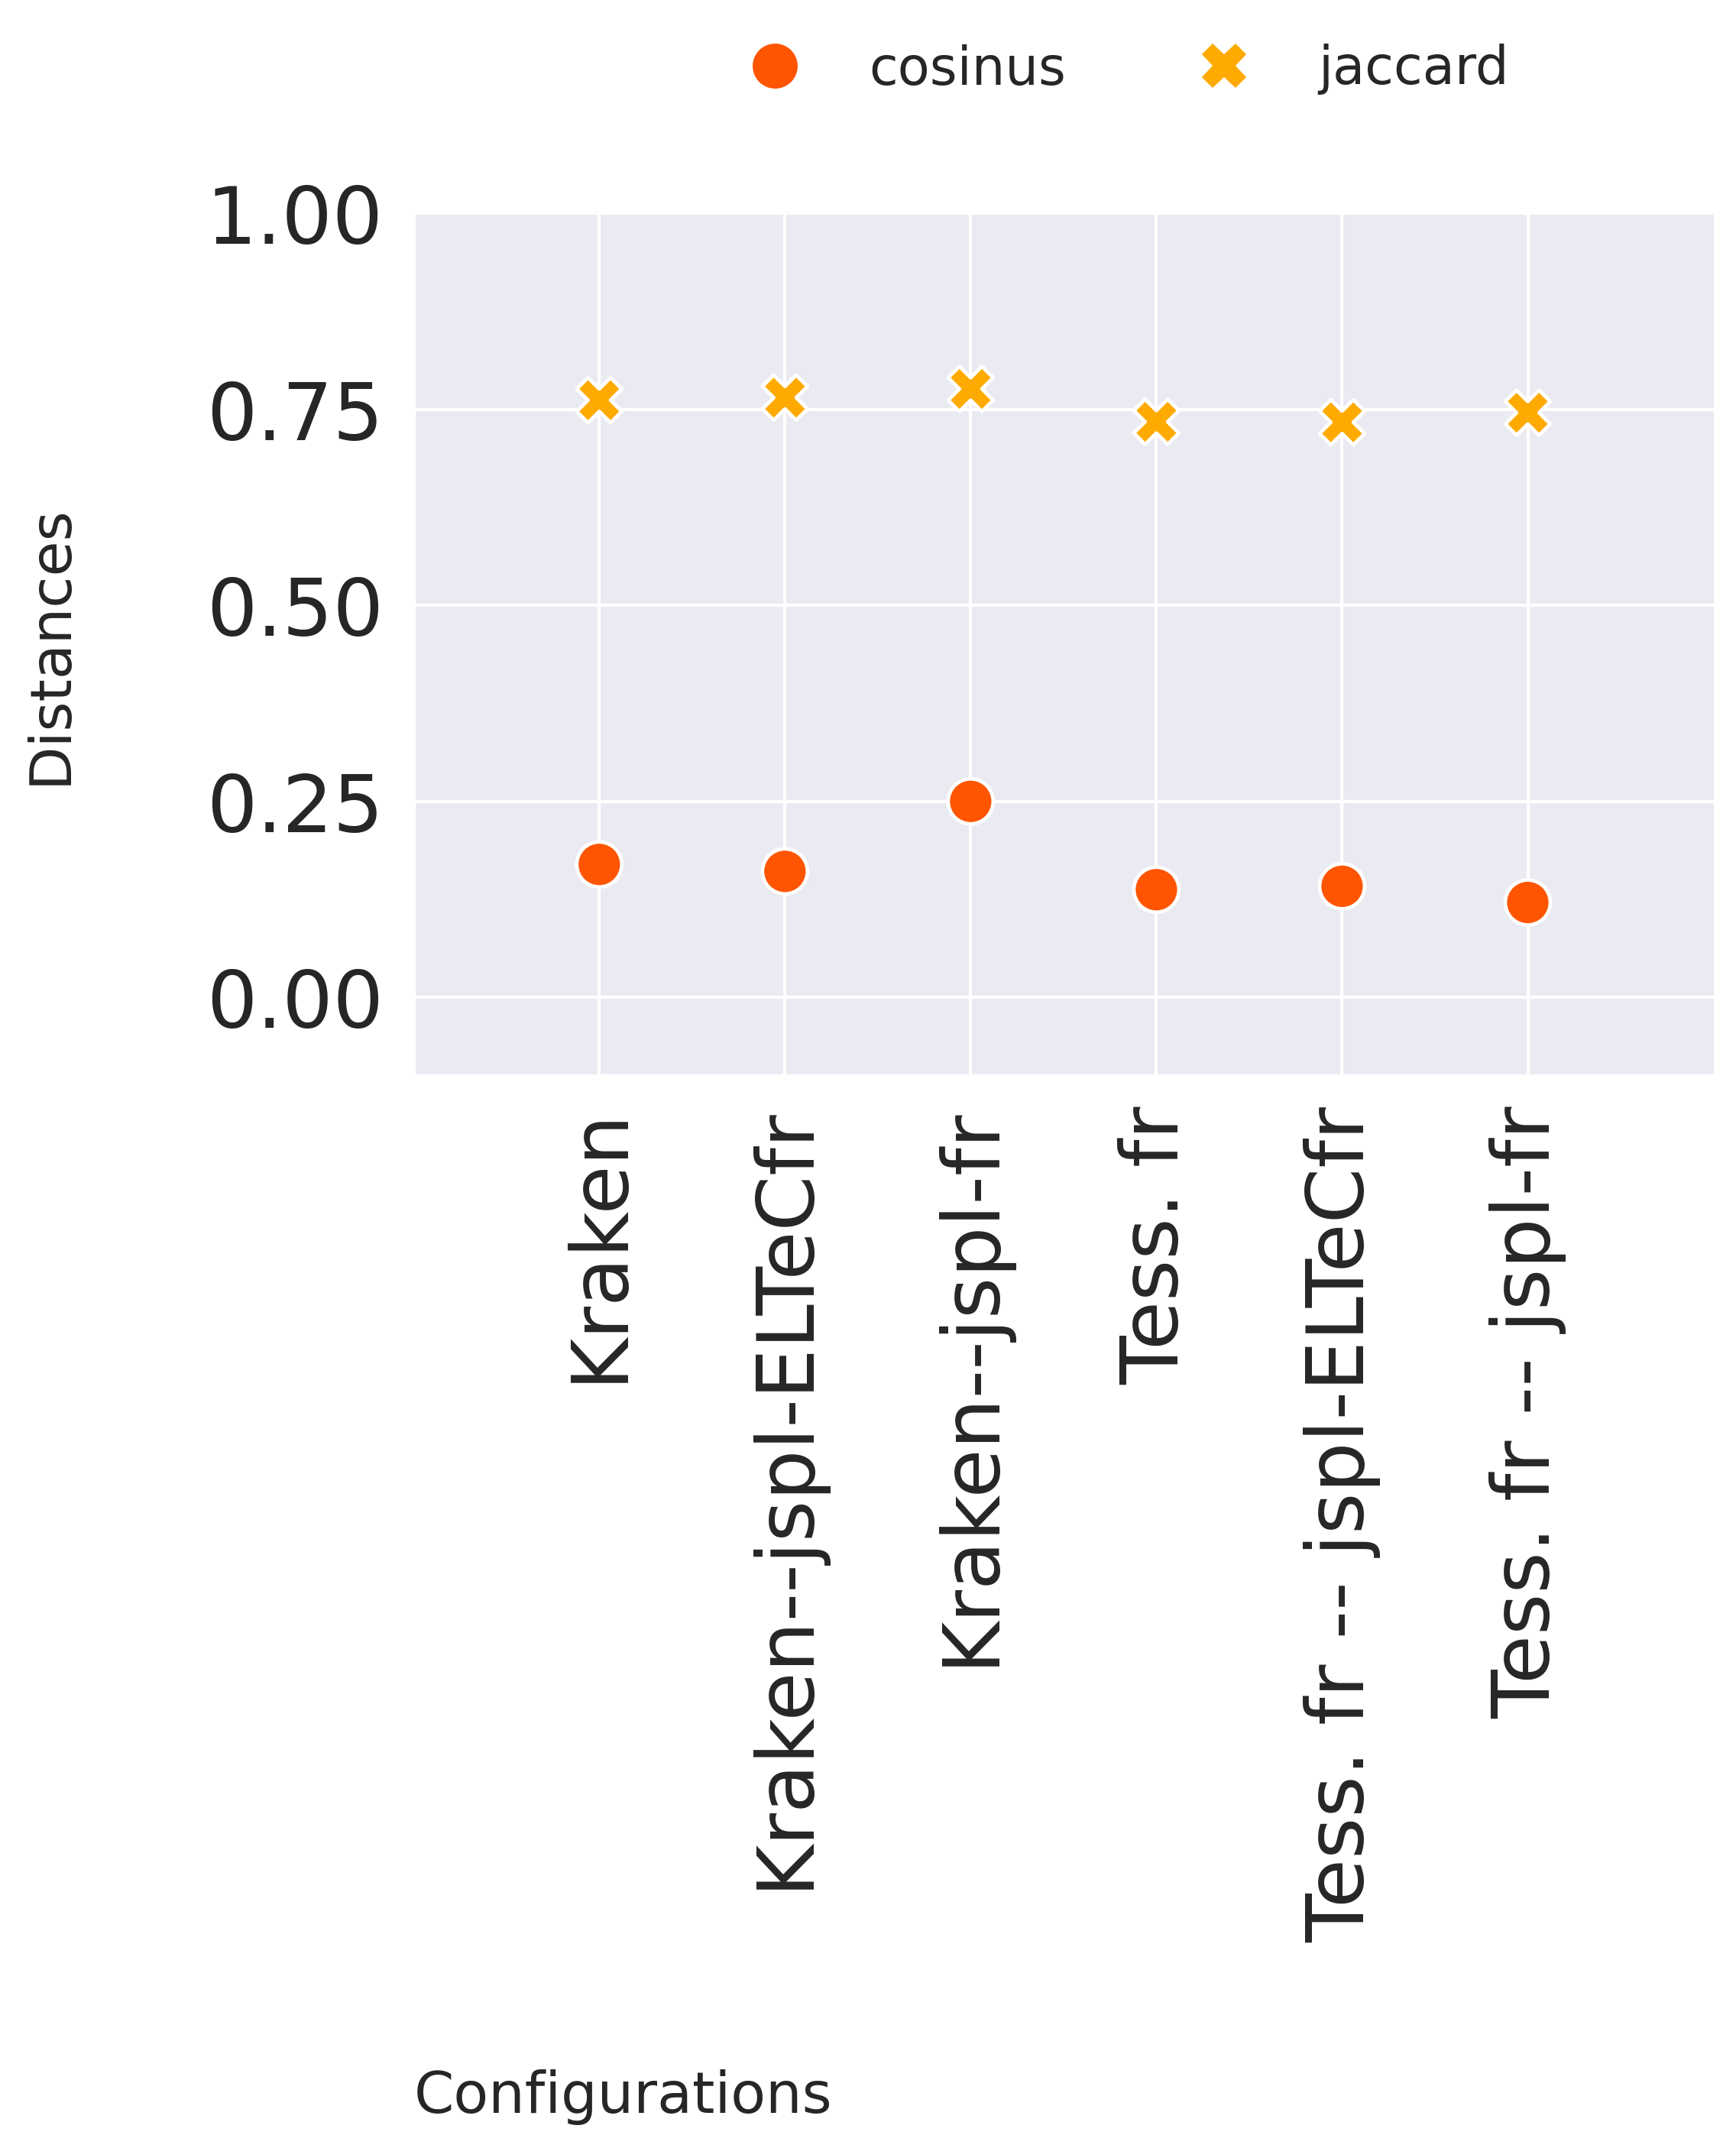 cosinus jaccard
Distances
1.00
0.75
0.50
0.25
0.00
Kraken
Kraken--jspl-ELTeCfr
Kraken--jspl-fr
Tess. fr
Tess. fr -- jspl-ELTeCfr
Tess. fr -- jspl-fr
Configurations